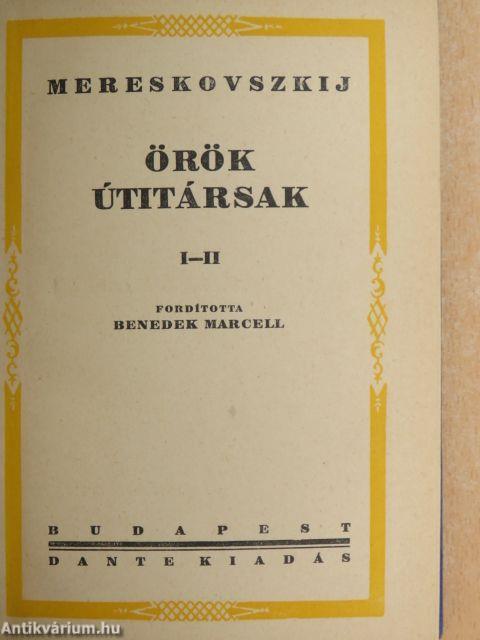 MERESKOVSZKIJ
ÖRÖK
ÚTITÁRSAK
I–II
FORDÍTOTTA
BENEDEK MARCELL
BUDAPEST
DANTE KIADÁS
Antikvárium.hu